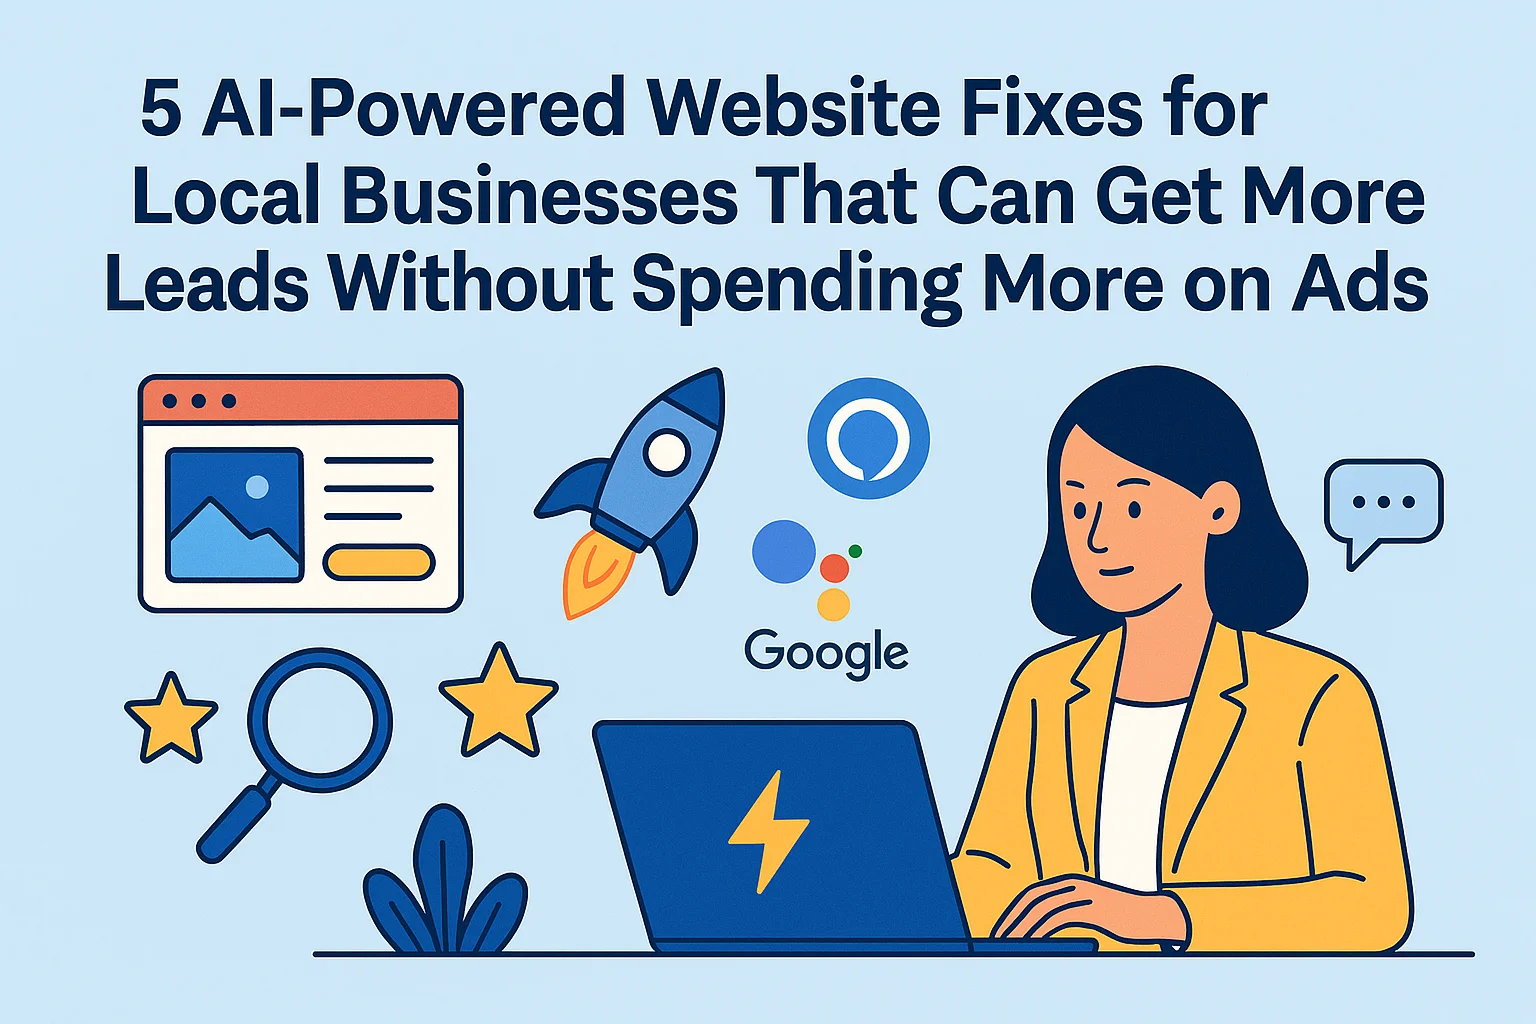 5 AI-Powered Website Fixes for
Local Businesses That Can Get More
Leads Without Spending More on Ads
Google